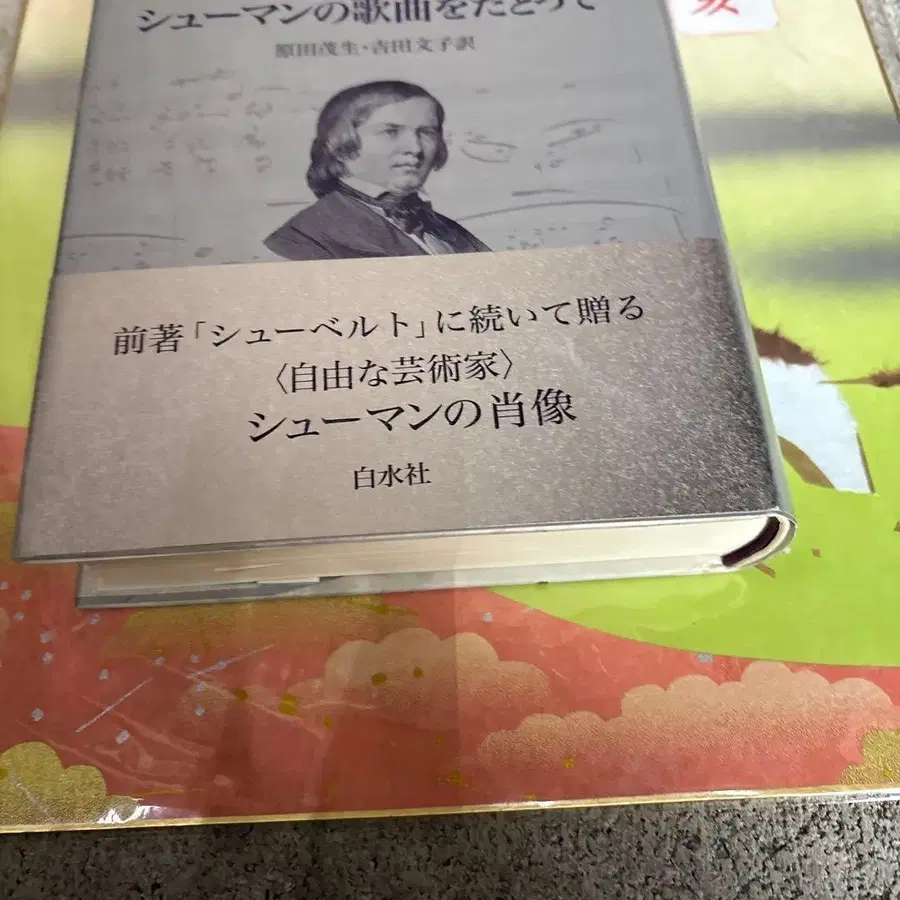 シューマンの歌曲をたどって
原田茂生・吉田文子訳
前著「シューベルト」に続いて贈る
〈自由な芸術家〉
シューマンの肖像
白水社